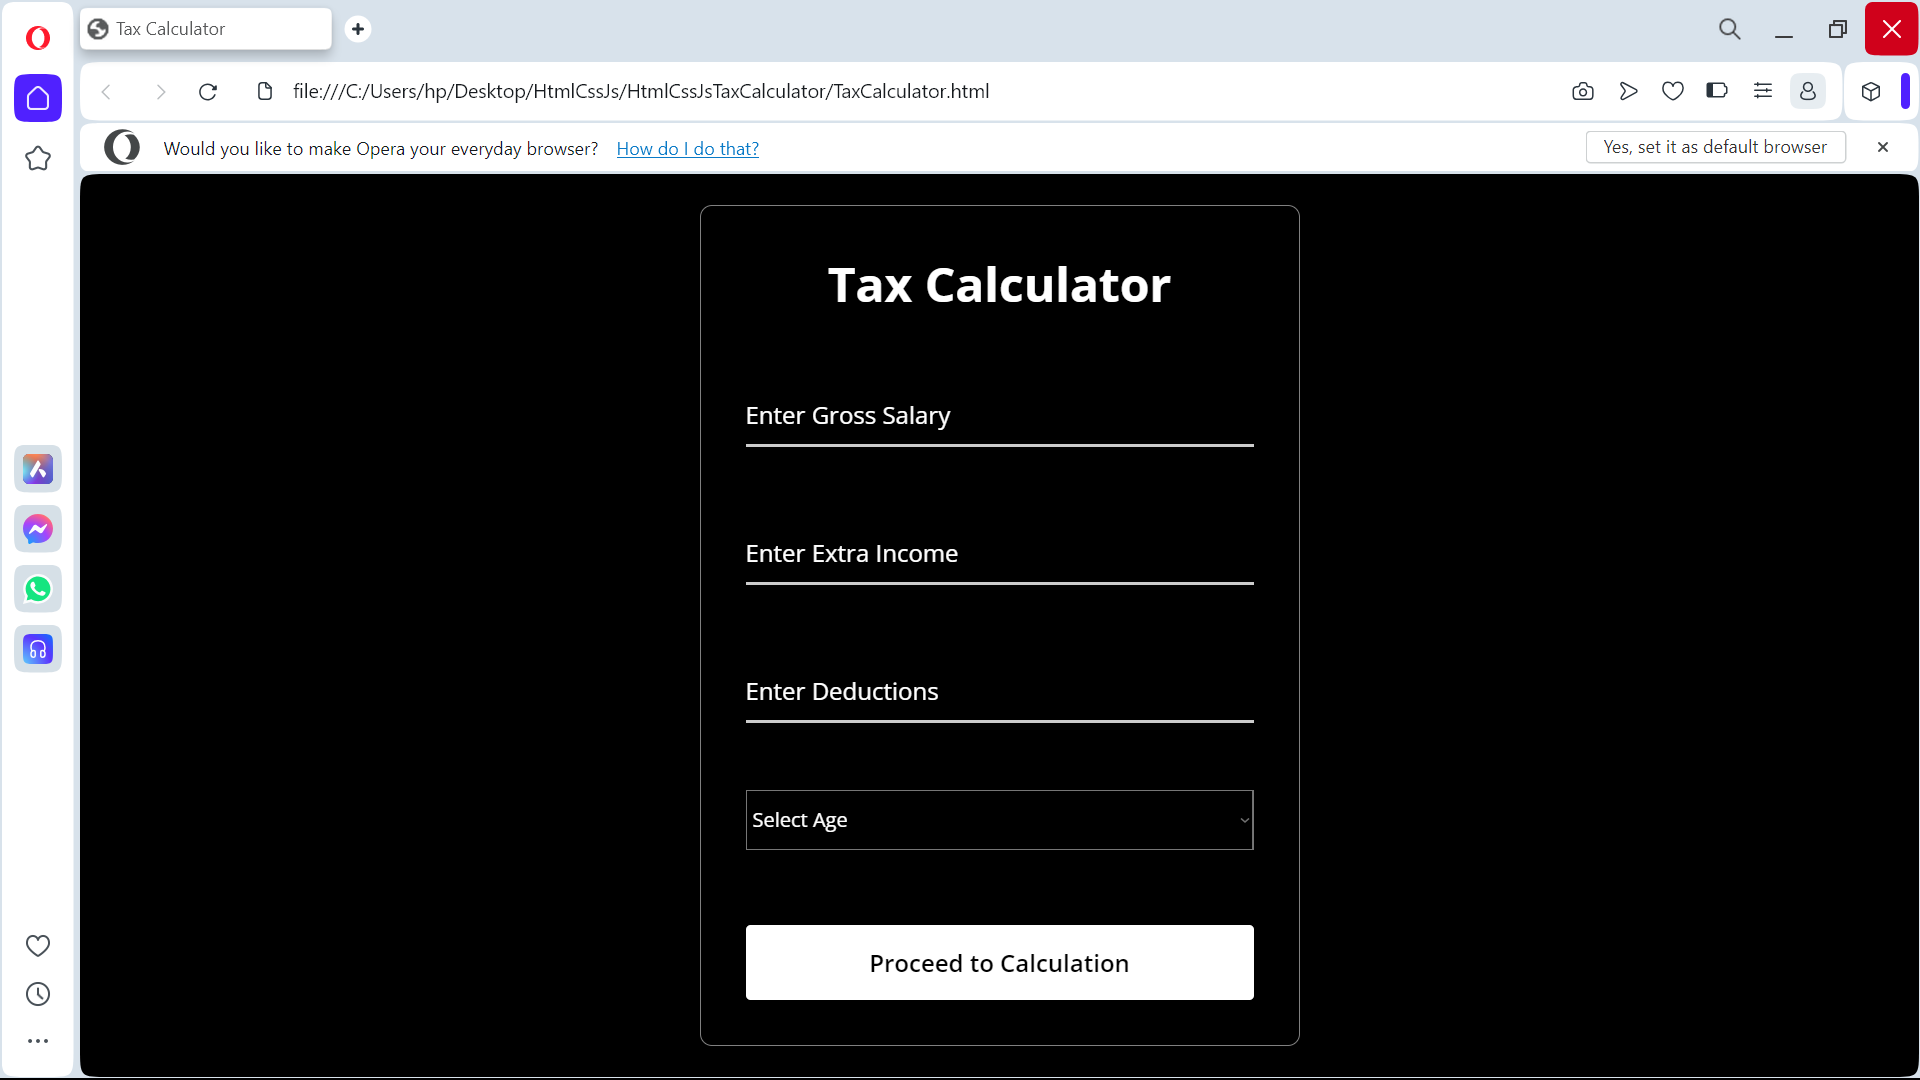 Tax Calculator
file:///C:/Users/hp/Desktop/HtmlCssJs/HtmlCssJsTaxCalculator/TaxCalculator.html
Would you like to make Opera your everyday browser? How do I do that?
Yes, set it as default browser
Tax Calculator
Enter Gross Salary
Enter Extra Income
Enter Deductions
Select Age
Proceed to Calculation